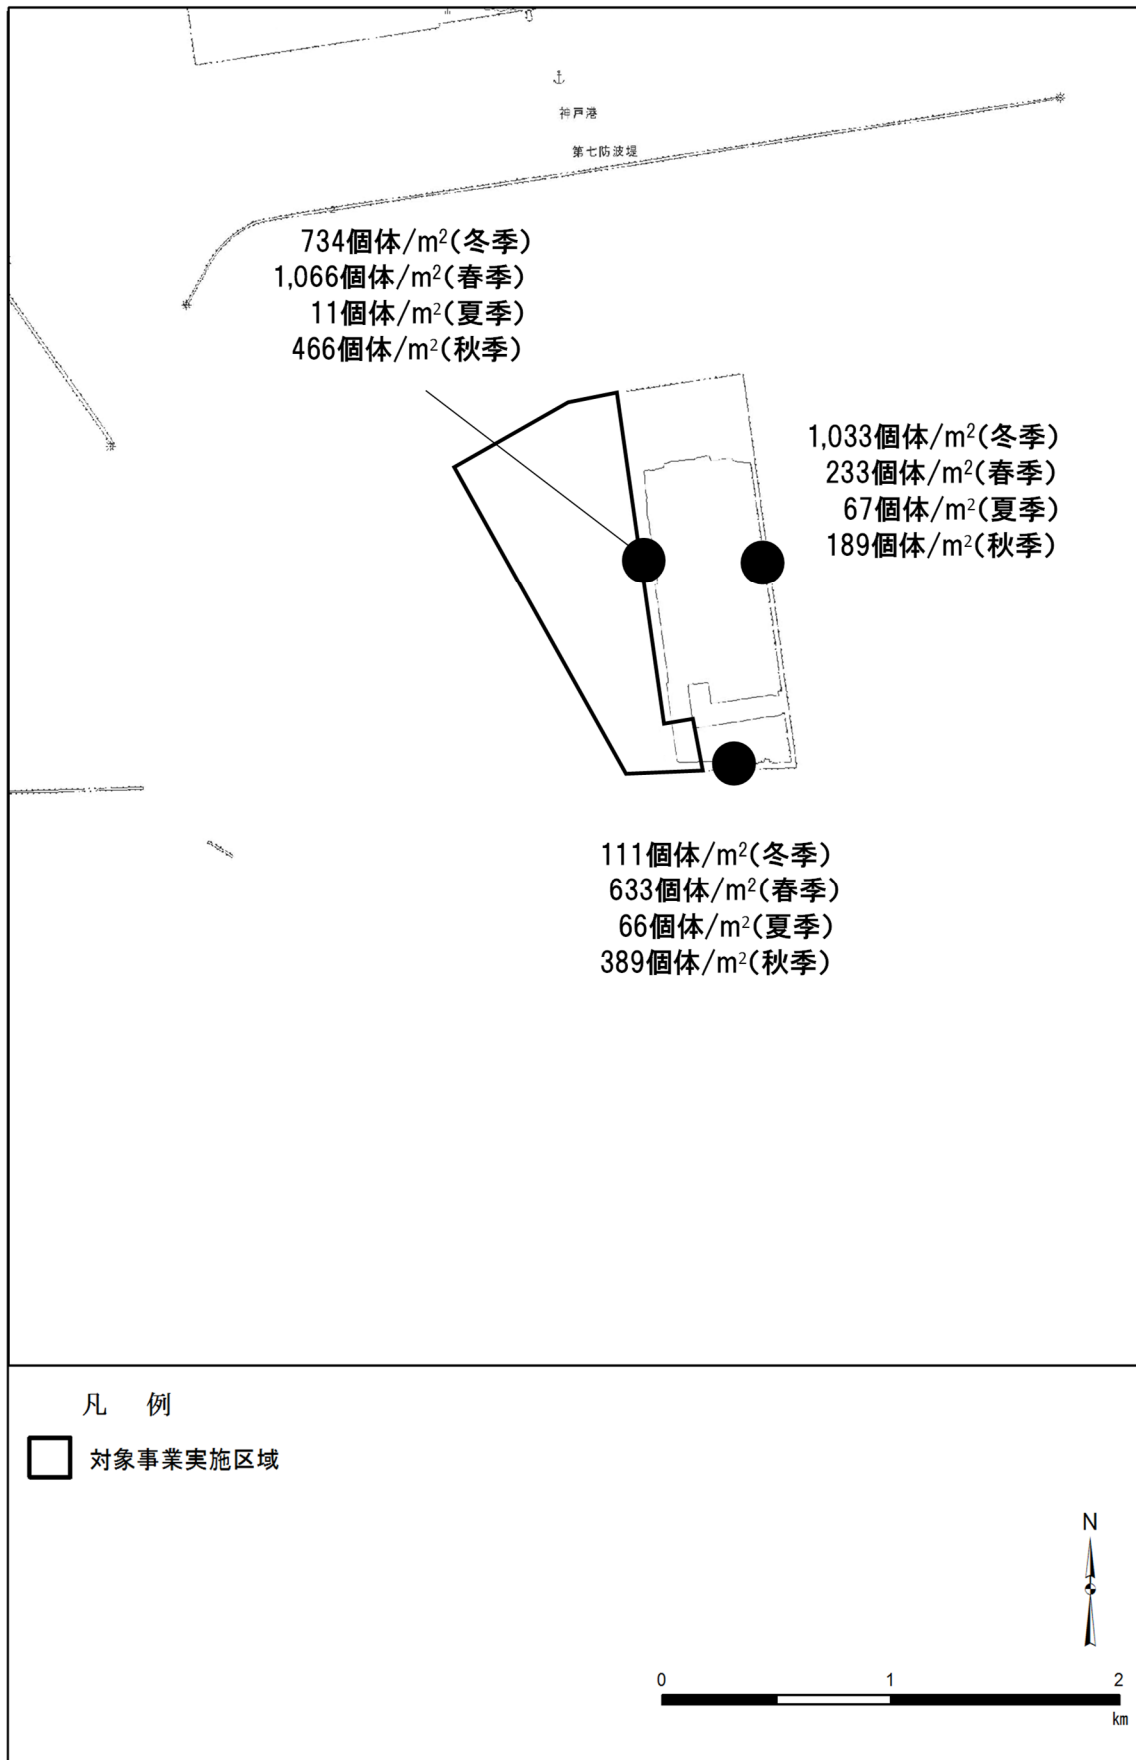 神戸港
第七防波堤
734個体/m²(冬季)
1,066個体/m²(春季)
11個体/m²(夏季)
466個体/m²(秋季)
1,033個体/m²(冬季)
233個体/m²(春季)
67個体/m²(夏季)
189個体/m²(秋季)
111個体/m²(冬季)
633個体/m²(春季)
66個体/m²(夏季)
389個体/m²(秋季)
凡 例
対象事業実施区域
N
0 1 2
km